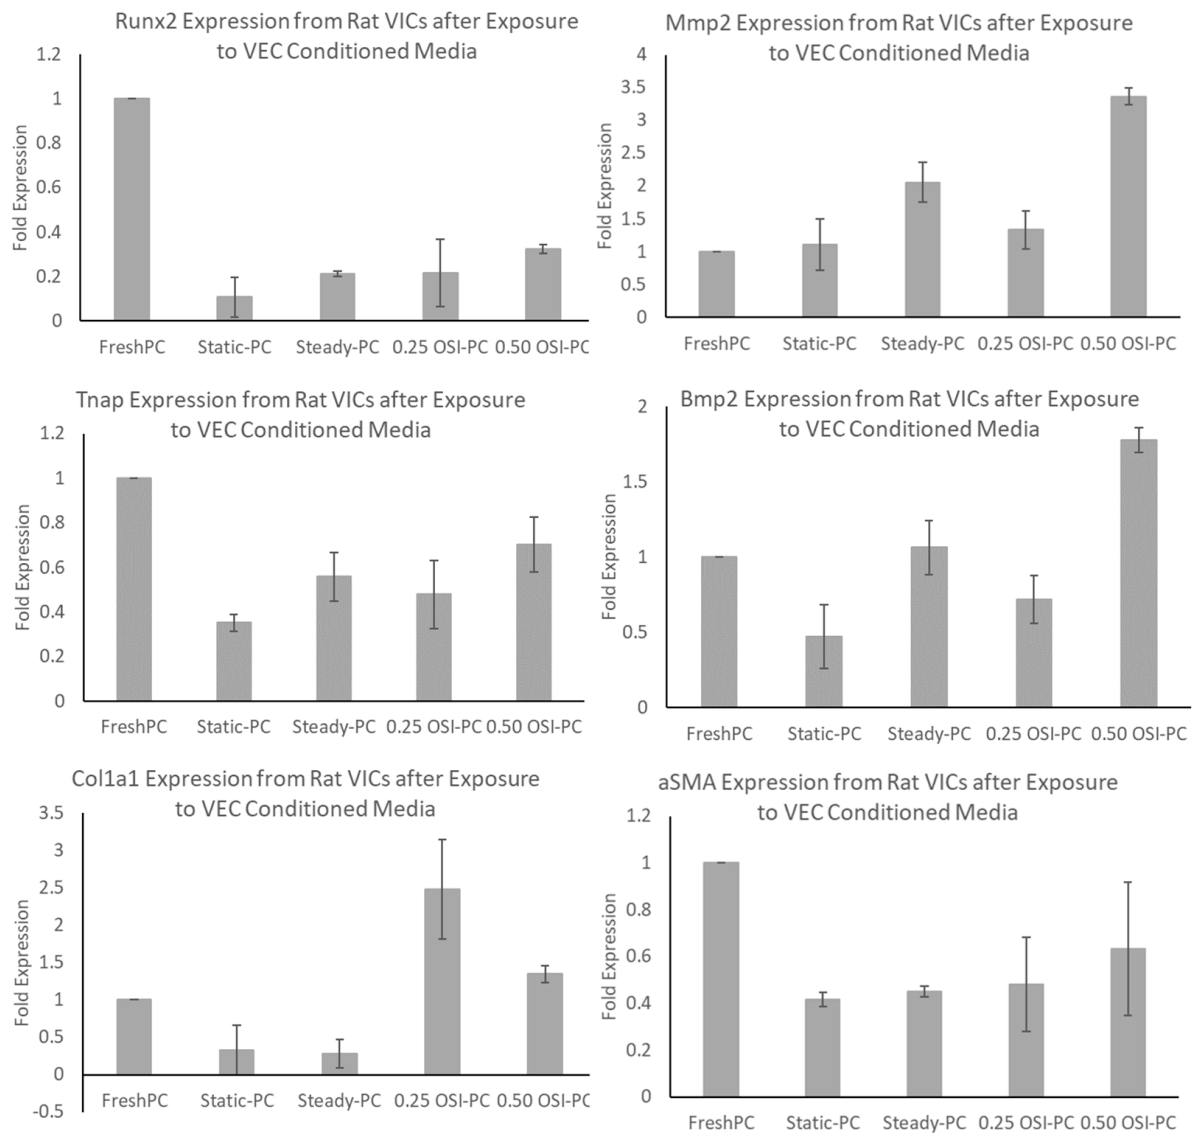 Runx2 Expression from Rat VICs after Exposure
to VEC Conditioned Media
Fold Expression
1.2
1
0.8
0.6
0.4
0.2
0
FreshPC Static-PC Steady-PC 0.25 OSI-PC 0.50 OSI-PC
Mmp2 Expression from Rat VICs after Exposure
to VEC Conditioned Media
Fold Expression
4
3.5
3
2.5
2
1.5
1
0.5
0
FreshPC Static-PC Steady-PC 0.25 OSI-PC 0.50 OSI-PC
Tnap Expression from Rat VICs after Exposure
to VEC Conditioned Media
Fold Expression
1.2
1
0.8
0.6
0.4
0.2
0
FreshPC Static-PC Steady-PC 0.25 OSI-PC 0.50 OSI-PC
Bmp2 Expression from Rat VICs after Exposure
to VEC Conditioned Media
Fold Expression
2
1.5
1
0.5
0
FreshPC Static-PC Steady-PC 0.25 OSI-PC 0.50 OSI-PC
Col1a1 Expression from Rat VICs after Exposure
to VEC Conditioned Media
Fold Expression
3.5
3
2.5
2
1.5
1
0.5
0
-0.5
FreshPC Static-PC Steady-PC 0.25 OSI-PC 0.50 OSI-PC
aSMA Expression from Rat VICs after Exposure
to VEC Conditioned Media
Fold Expression
1.2
1
0.8
0.6
0.4
0.2
0
FreshPC Static-PC Steady-PC 0.25 OSI-PC 0.50 OSI-PC